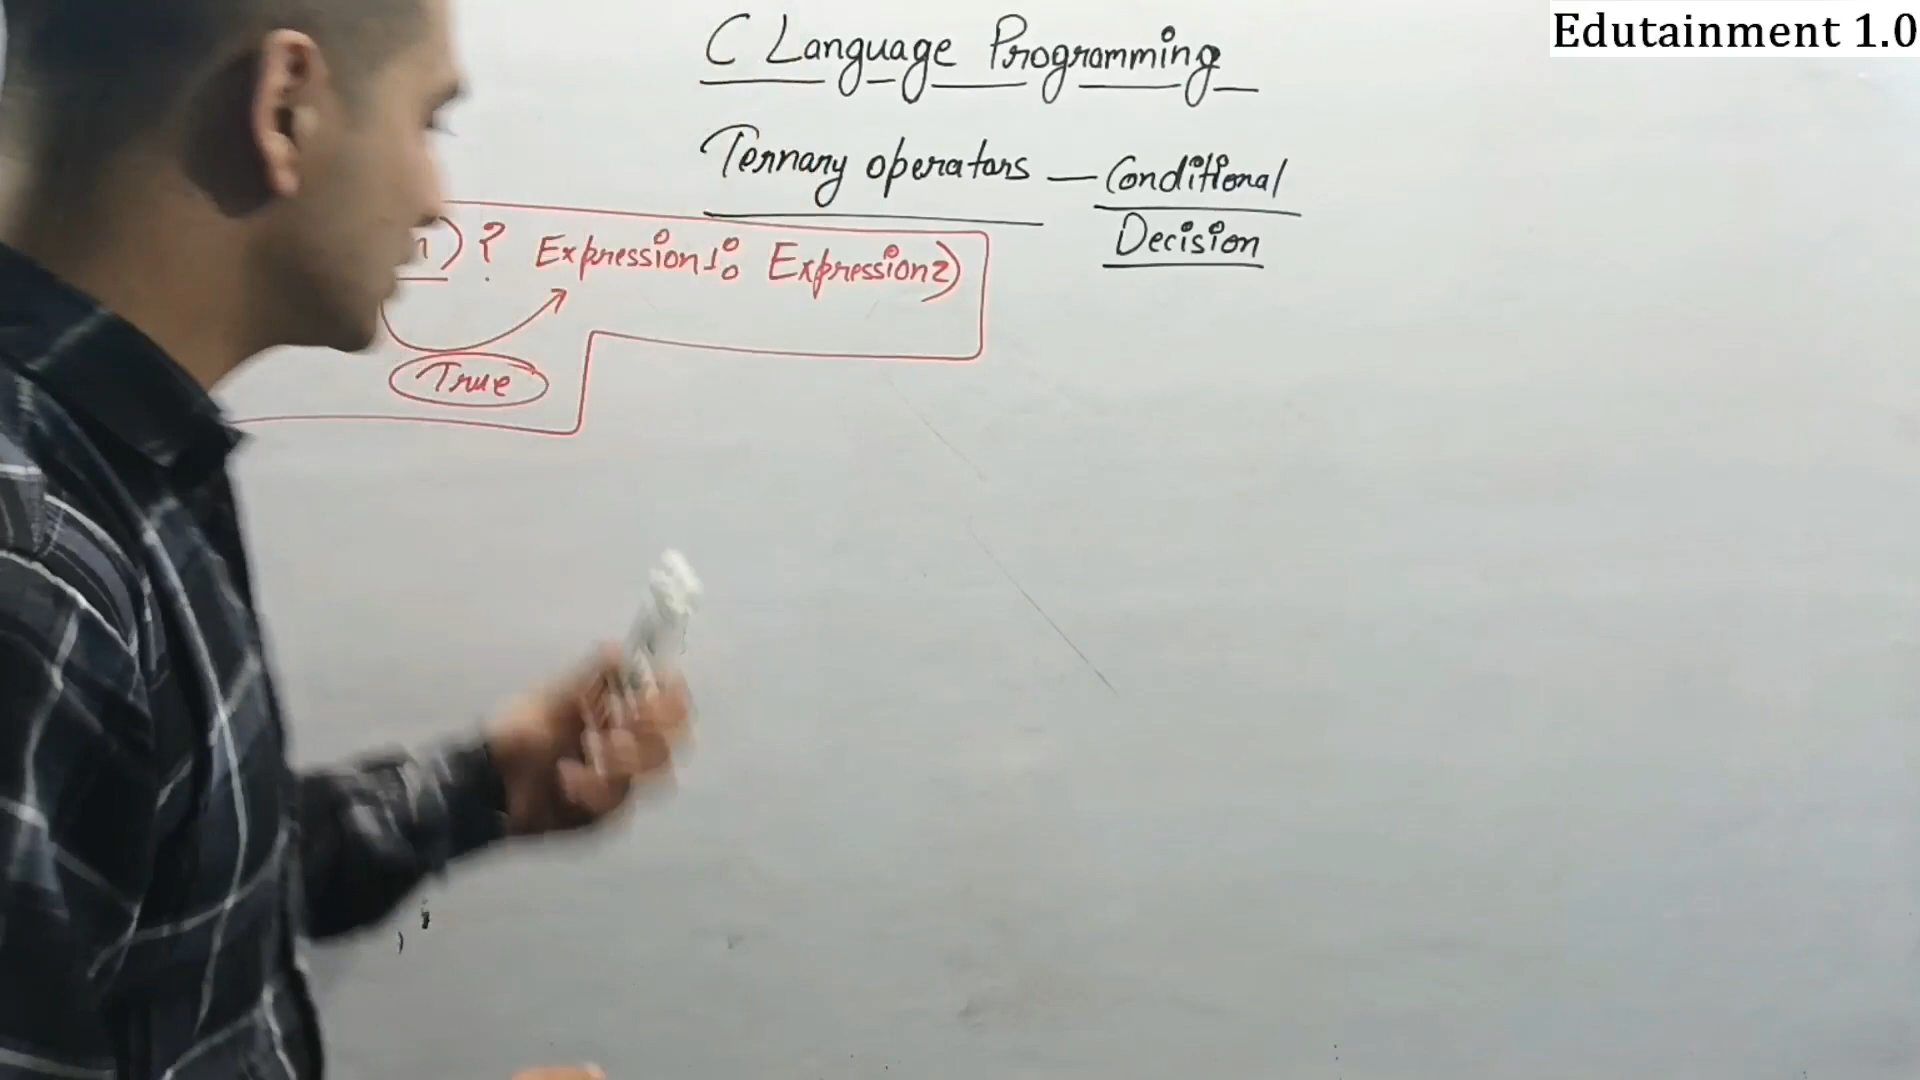 Edutainment 1.0
C Language Programming
Ternary operators — Conditional
Decision
) ? Expression1 : Expression2)
True